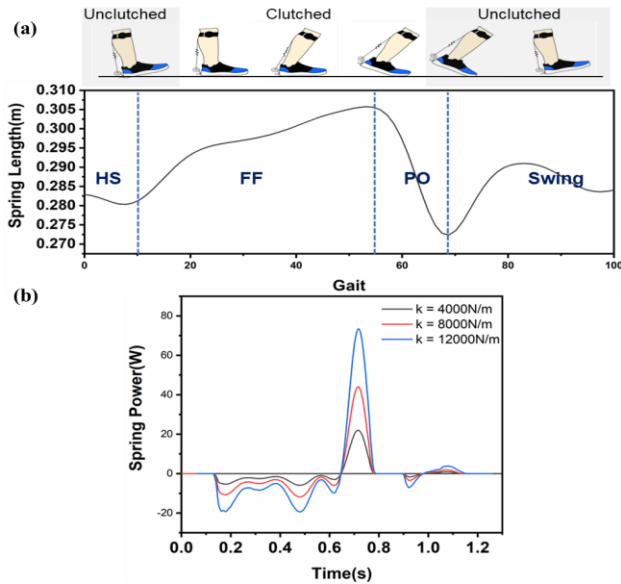 (a)
Unclutched Clutched Unclutched
Spring Length(m)
0.310
0.305
0.300
0.295
0.290
0.285
0.280
0.275
0.270
HS FF PO Swing
0 20 40 60 80 100
Gait
(b)
Spring Power(W)
80
60
40
20
0
-20
k = 4000N/m
k = 8000N/m
k = 12000N/m
0.0 0.2 0.4 0.6 0.8 1.0 1.2
Time(s)